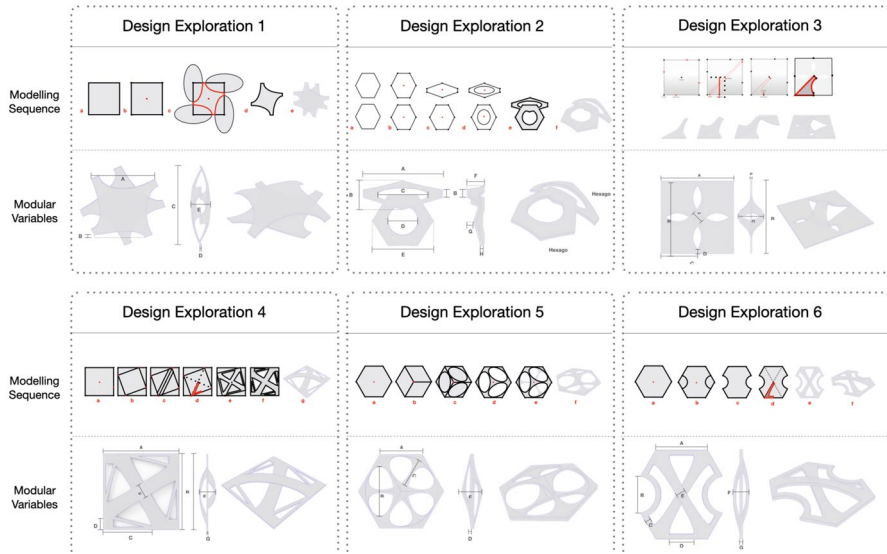 Design Exploration 1
Design Exploration 2
Design Exploration 3
Modelling
Sequence
a
b
c
d
e
a
b
c
d
e
f
Modular
Variables
A
B
C
D
E
A
B
C
B
D
E
F
G
H
Hexago
Hexago
A
B
C
D
F
Design Exploration 4
Design Exploration 5
Design Exploration 6
Modelling
Sequence
a
b
c
d
e
f
g
a
b
c
d
e
f
a
b
c
d
e
f
Modular
Variables
A
C
D
G
A
D
A
B
C
D
F
G